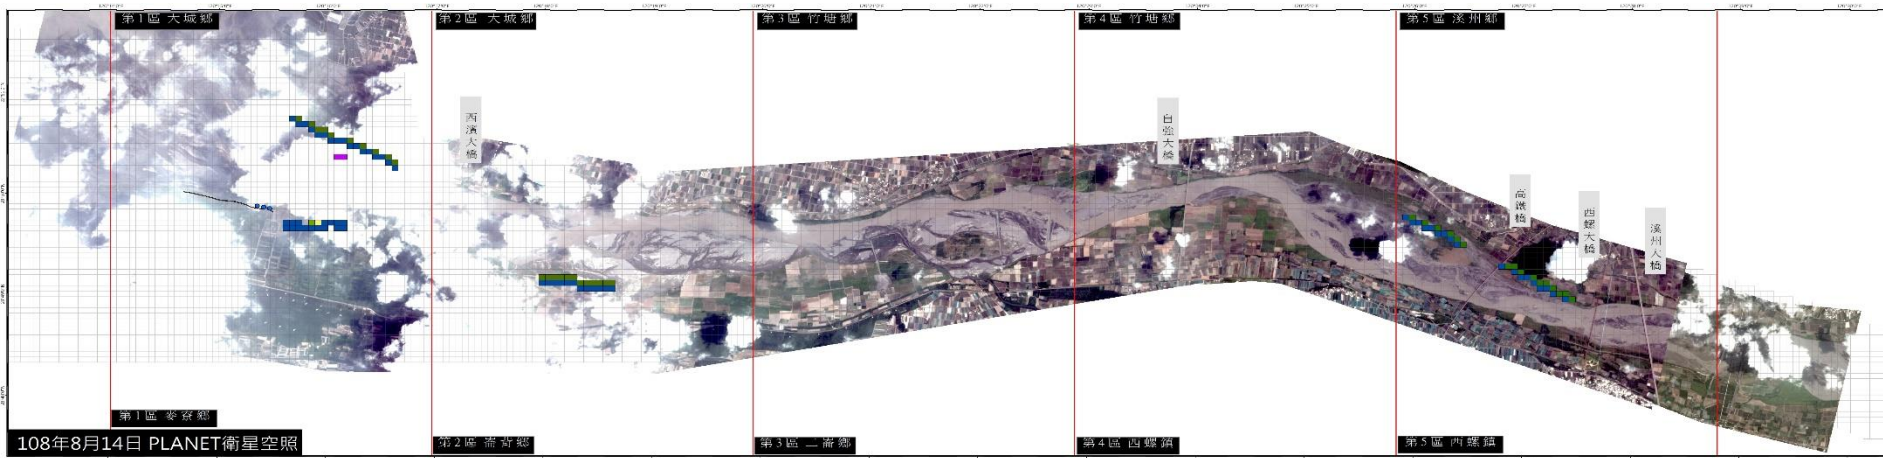 第1區 大城鄉
第2區 大城鄉
第3區 竹塘鄉
第4區 竹塘鄉
第5區 溪州鄉
西濱大橋
自強大橋
高鐵橋
西螺大橋
溪州大橋
第1區 麥寮鄉
第2區 崙背鄉
第3區 二崙鄉
第4區 西螺鎮
第5區 西螺鎮
108年8月14日 PLANET衛星空照